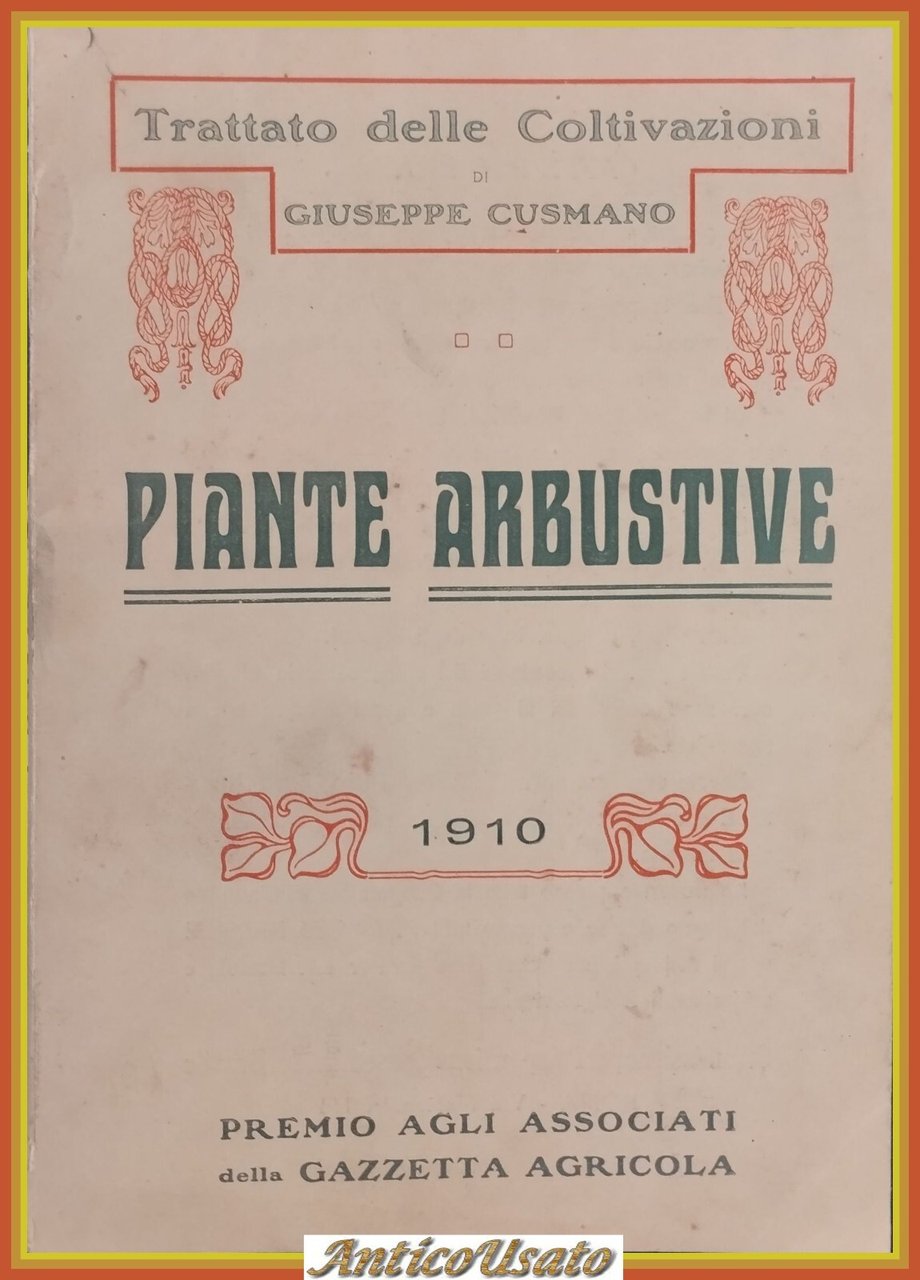 Trattato delle Coltivazioni
DI
GIUSEPPE CUSMANO
PIANTE ARBUSTIVE
1910
PREMIO AGLI ASSOCIATI
della GAZZETTA AGRICOLA
AnticoUsato